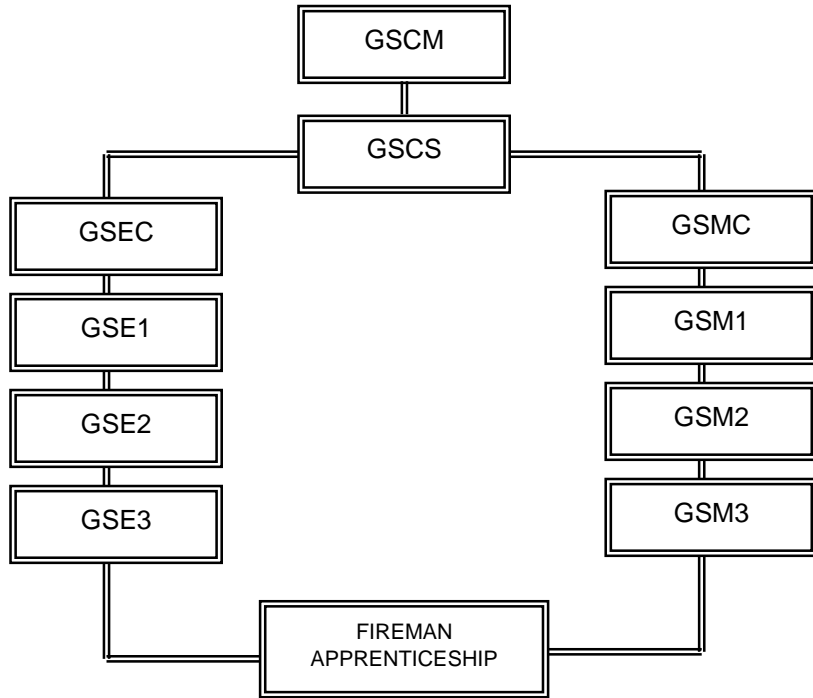 GSCM
GSCS
GSEC
GSMC
GSE1
GSM1
GSE2
GSM2
GSE3
GSM3
FIREMAN
APPRENTICESHIP